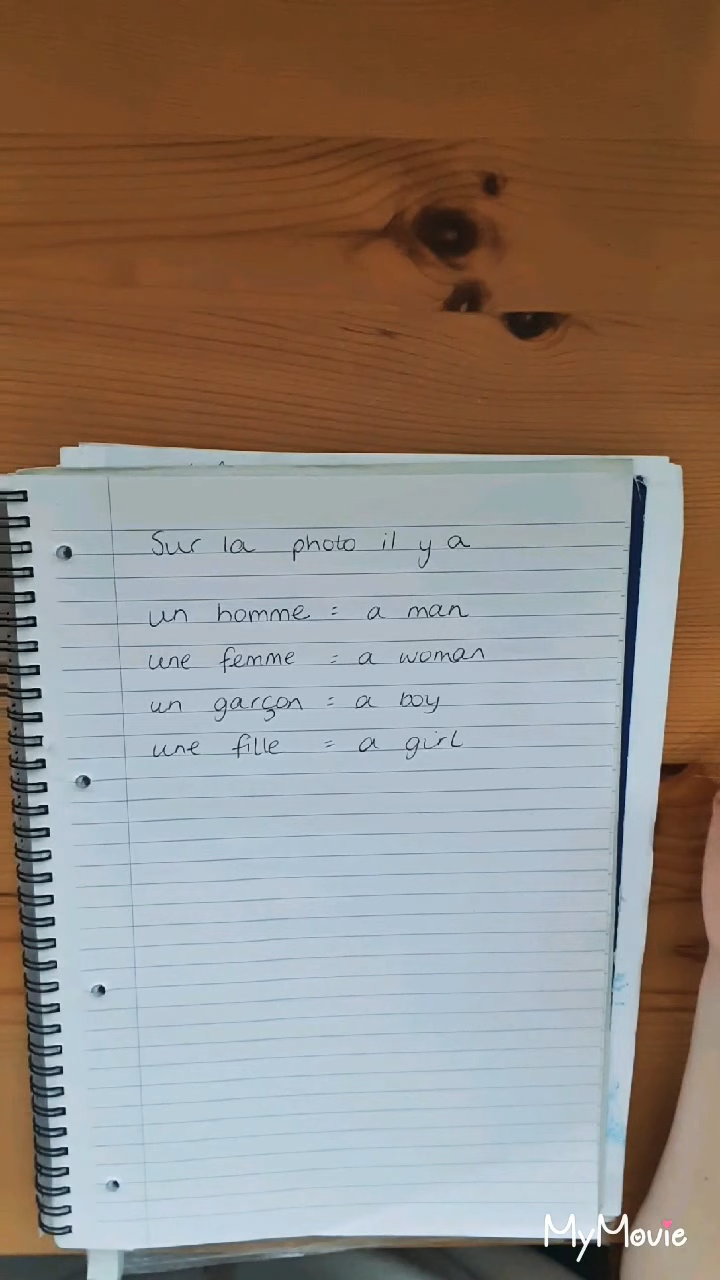 Sur la photo il y a
un homme = a man
une femme = a woman
un garçon = a boy
une fille = a girl
MyMovie